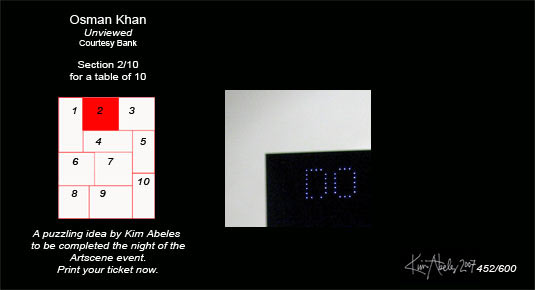 Osman Khan
Unviewed
Courtesy Bank
Section 2/10
for a table of 10
1 2 3
4 5
6 7
10
8 9
A puzzling idea by Kim Abeles
to be completed the night of the
Artscene event.
Print your ticket now.
Kim Abeles 2007 452/600